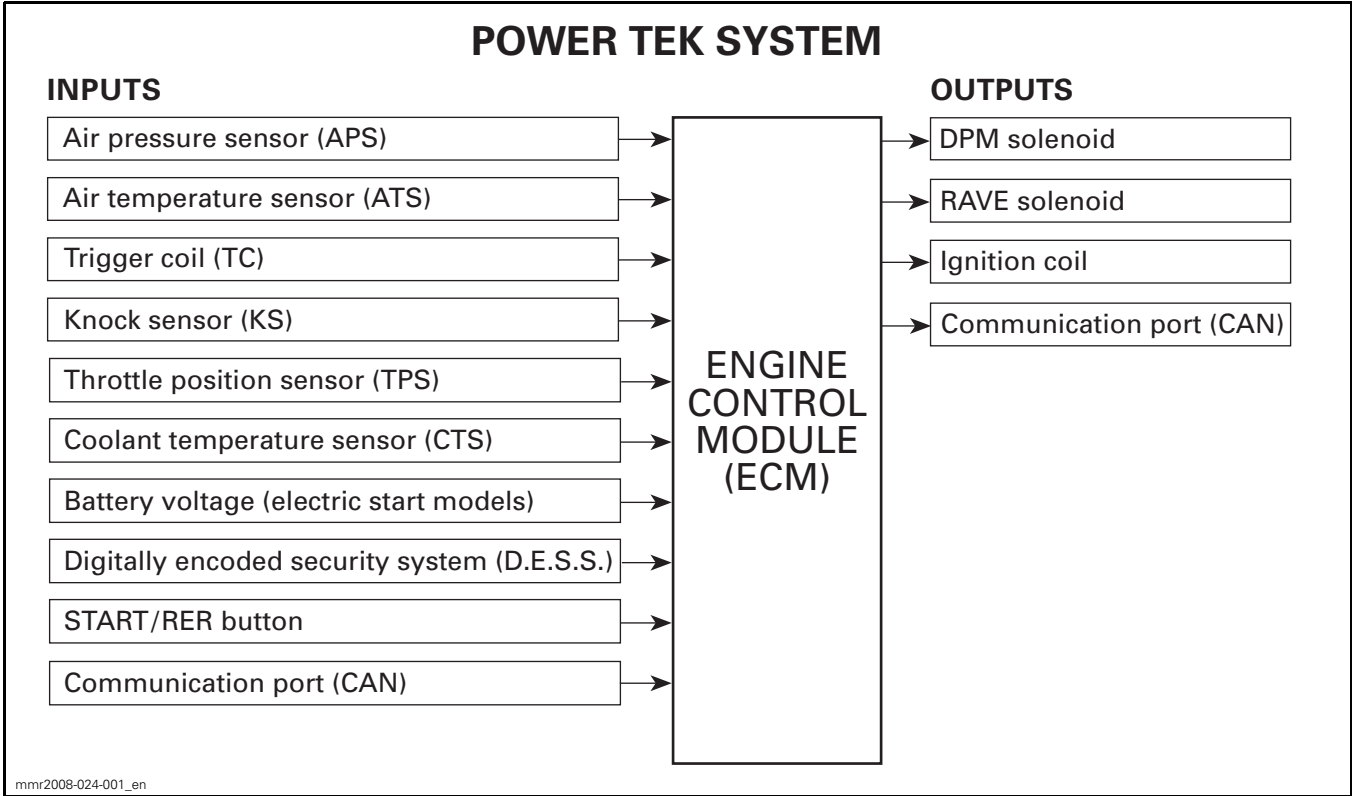 POWER TEK SYSTEM
INPUTS
Air pressure sensor (APS)
Air temperature sensor (ATS)
Trigger coil (TC)
Knock sensor (KS)
Throttle position sensor (TPS)
Coolant temperature sensor (CTS)
Battery voltage (electric start models)
Digitally encoded security system (D.E.S.S.)
START/RER button
Communication port (CAN)
ENGINE
CONTROL
MODULE
(ECM)
OUTPUTS
DPM solenoid
RAVE solenoid
Ignition coil
Communication port (CAN)
mmr2008-024-001_en